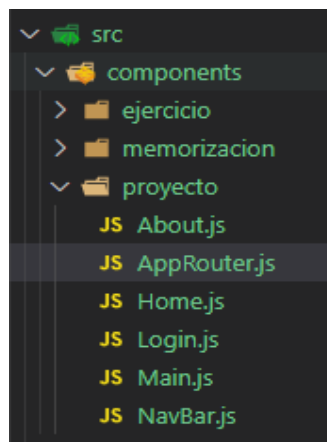 src
components
ejercicio
memorizacion
proyecto
JS About.js
JS AppRouter.js
JS Home.js
JS Login.js
JS Main.js
JS NavBar.js